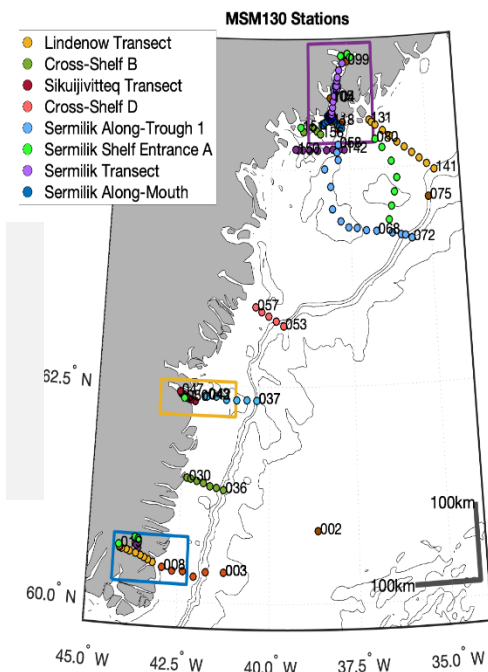 MSM130 Stations
Lindenow Transect
Cross-Shelf B
Sikuijivitteq Transect
Cross-Shelf D
Sermilik Along-Trough 1
Sermilik Shelf Entrance A
Sermilik Transect
Sermilik Along-Mouth
099
131
080
058
142
141
075
068
072
057
053
62.5° N
047
037
030
036
100km
002
008
003
100km
60.0° N
45.0° W
42.5° W
40.0° W
37.5° W
35.0° W